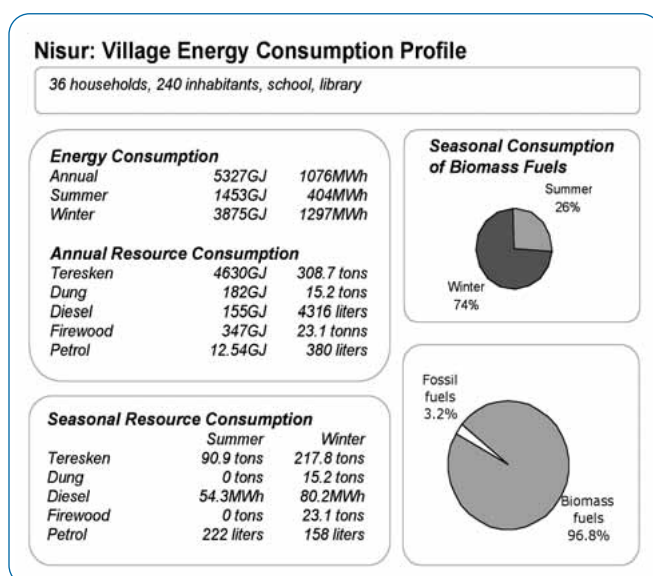 Nisur: Village Energy Consumption Profile
36 households, 240 inhabitants, school, library
Energy Consumption
Annual 5327GJ 1076MWh
Summer 1453GJ 404MWh
Winter 3875GJ 1297MWh
Annual Resource Consumption
Teresken 4630GJ 308.7 tons
Dung 182GJ 15.2 tons
Diesel 155GJ 4316 liters
Firewood 347GJ 23.1 tonns
Petrol 12.54GJ 380 liters
Seasonal Resource Consumption
Summer Winter
Teresken 90.9 tons 217.8 tons
Dung 0 tons 15.2 tons
Diesel 54.3MWh 80.2MWh
Firewood 0 tons 23.1 tons
Petrol 222 liters 158 liters
Seasonal Consumption
of Biomass Fuels
Summer
26%
Winter
74%
Fossil
fuels
3.2%
Biomass
fuels
96.8%